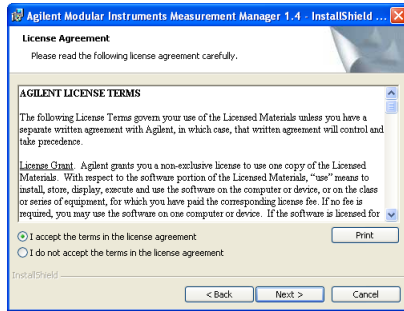 Agilent Modular Instruments Measurement Manager 1.4 - InstallShield ...
License Agreement
Please read the following license agreement carefully.
AGILENT LICENSE TERMS
The following License Terms govern your use of the Licensed Materials unless you have a
separate written agreement with Agilent, in which case, that written agreement will control and
take precedence.
License Grant. Agilent grants you a non-exclusive license to use one copy of the Licensed
Materials. With respect to the software portion of the Licensed Materials, "use" means to
install, store, display, execute and use the software on the computer or device, or on the class
or series of equipment, for which you have paid the corresponding license fee. If no fee is
required, you may use the software on one computer or device. If the software is licensed for
I accept the terms in the license agreement
Print
I do not accept the terms in the license agreement
InstallShield
< Back
Next >
Cancel